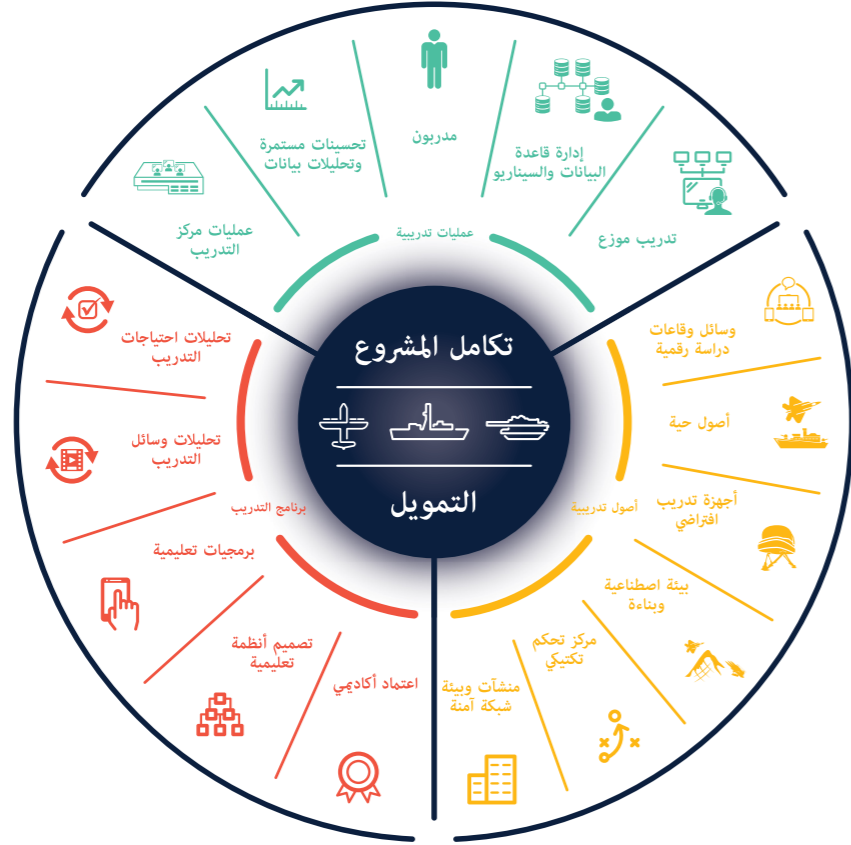 مدربون
إدارة قاعدة
البيانات والسيناريو
تحسينات مستمرة
وتحليلات بيانات
تدريب موزع
عمليات تدريبية
عمليات مركز
التدريب
وسائل وقاعات
دراسة رقمية
أصول حية
أجهزة تدريب
افتراضي
أصول تدريبية
بيئة اصطناعية
وبناءة
مركز تحكم
تكتيكي
منشآت وبيئة
شبكة آمنة
تكامل المشروع
التمويل
تحليلات احتياجات
التدريب
تحليلات وسائل
التدريب
برنامج التدريب
برمجيات تعليمية
تصميم أنظمة
تعليمية
اعتماد أكاديمي